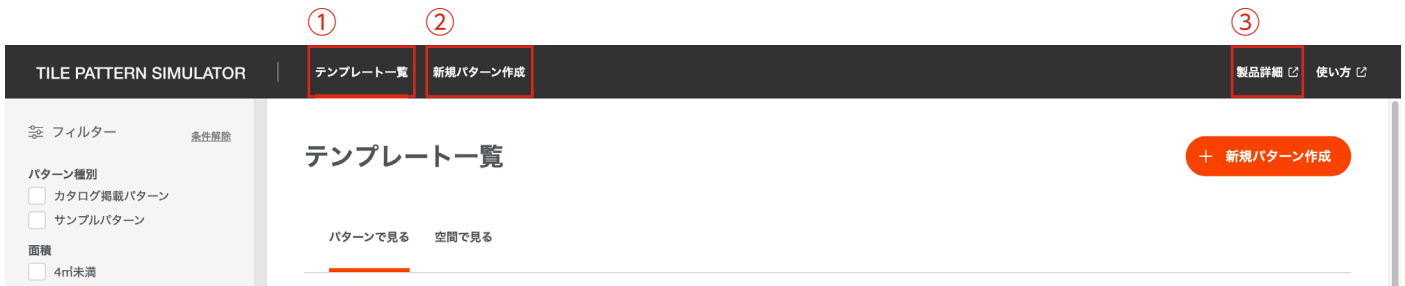 ① ② ③
TILE PATTERN SIMULATOR テンプレート一覧 新規パターン作成 製品詳細 使い方
フィルター 条件解除
テンプレート一覧
+ 新規パターン作成
パターン種別
カタログ掲載パターン
サンプルパターン
パターンで見る 空間で見る
面積
4㎡未満